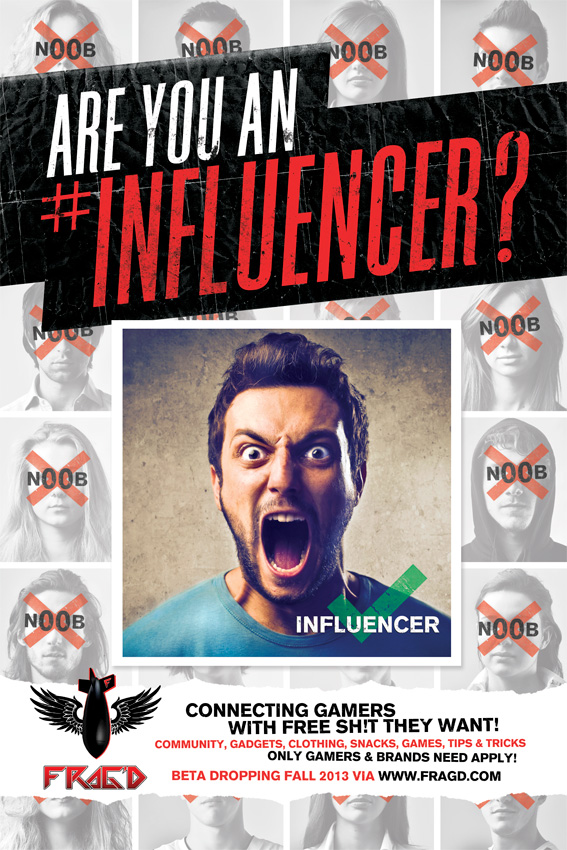 NOOB
NOOB
NOOB
NOOB
ARE YOU AN
#INFLUENCER?
NOOB
NOOB
NOOB
NOOB
NOOB
NOOB
NOOB
INFLUENCER
CONNECTING GAMERS
WITH FREE SH!T THEY WANT!
COMMUNITY, GADGETS, CLOTHING, SNACKS, GAMES, TIPS & TRICKS
ONLY GAMERS & BRANDS NEED APPLY!
FRAG'D
BETA DROPPING FALL 2013 VIA WWW.FRAGD.COM